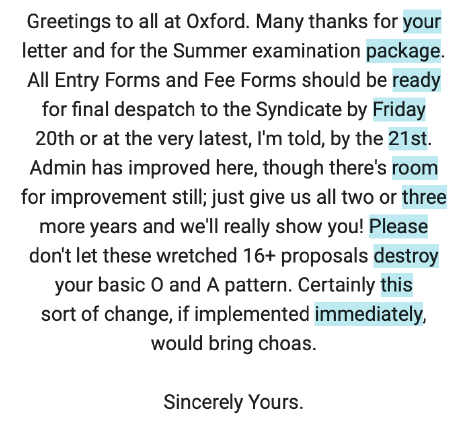 Greetings to all at Oxford. Many thanks for your
letter and for the Summer examination package.
All Entry Forms and Fee Forms should be ready
for final despatch to the Syndicate by Friday
20th or at the very latest, I'm told, by the 21st.
Admin has improved here, though there's room
for improvement still; just give us all two or three
more years and we'll really show you! Please
don't let these wretched 16+ proposals destroy
your basic O and A pattern. Certainly this
sort of change, if implemented immediately,
would bring choas.
Sincerely Yours.